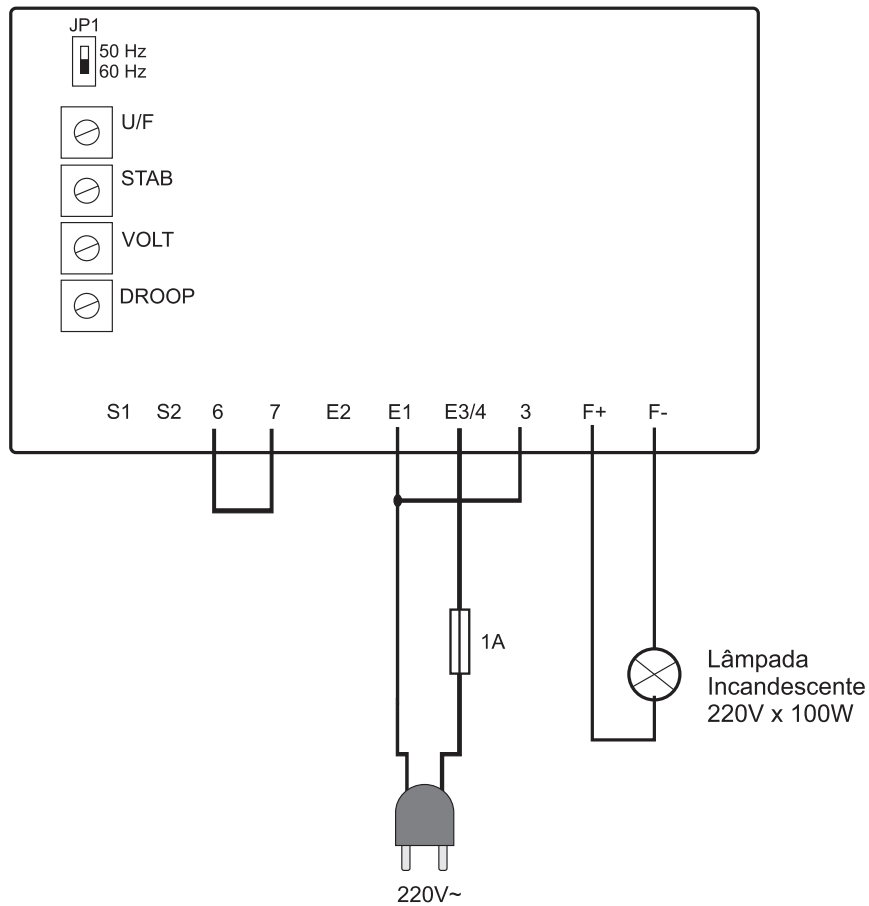 JP1
50 Hz
60 Hz
U/F
STAB
VOLT
DROOP
S1 S2 6 7 E2 E1 E3/4 3 F+ F-
1A
Lâmpada
Incandescente
220V x 100W
220V~